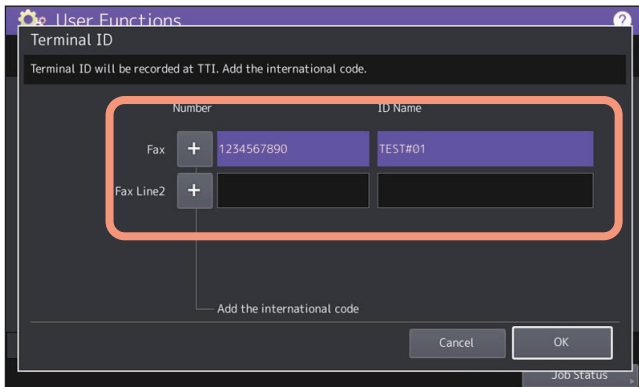 User Functions ?
Terminal ID
Terminal ID will be recorded at TTI. Add the international code.
Number ID Name
Fax + 1234567890 TEST#01
Fax Line2 +
Add the international code
Cancel OK
Job Status